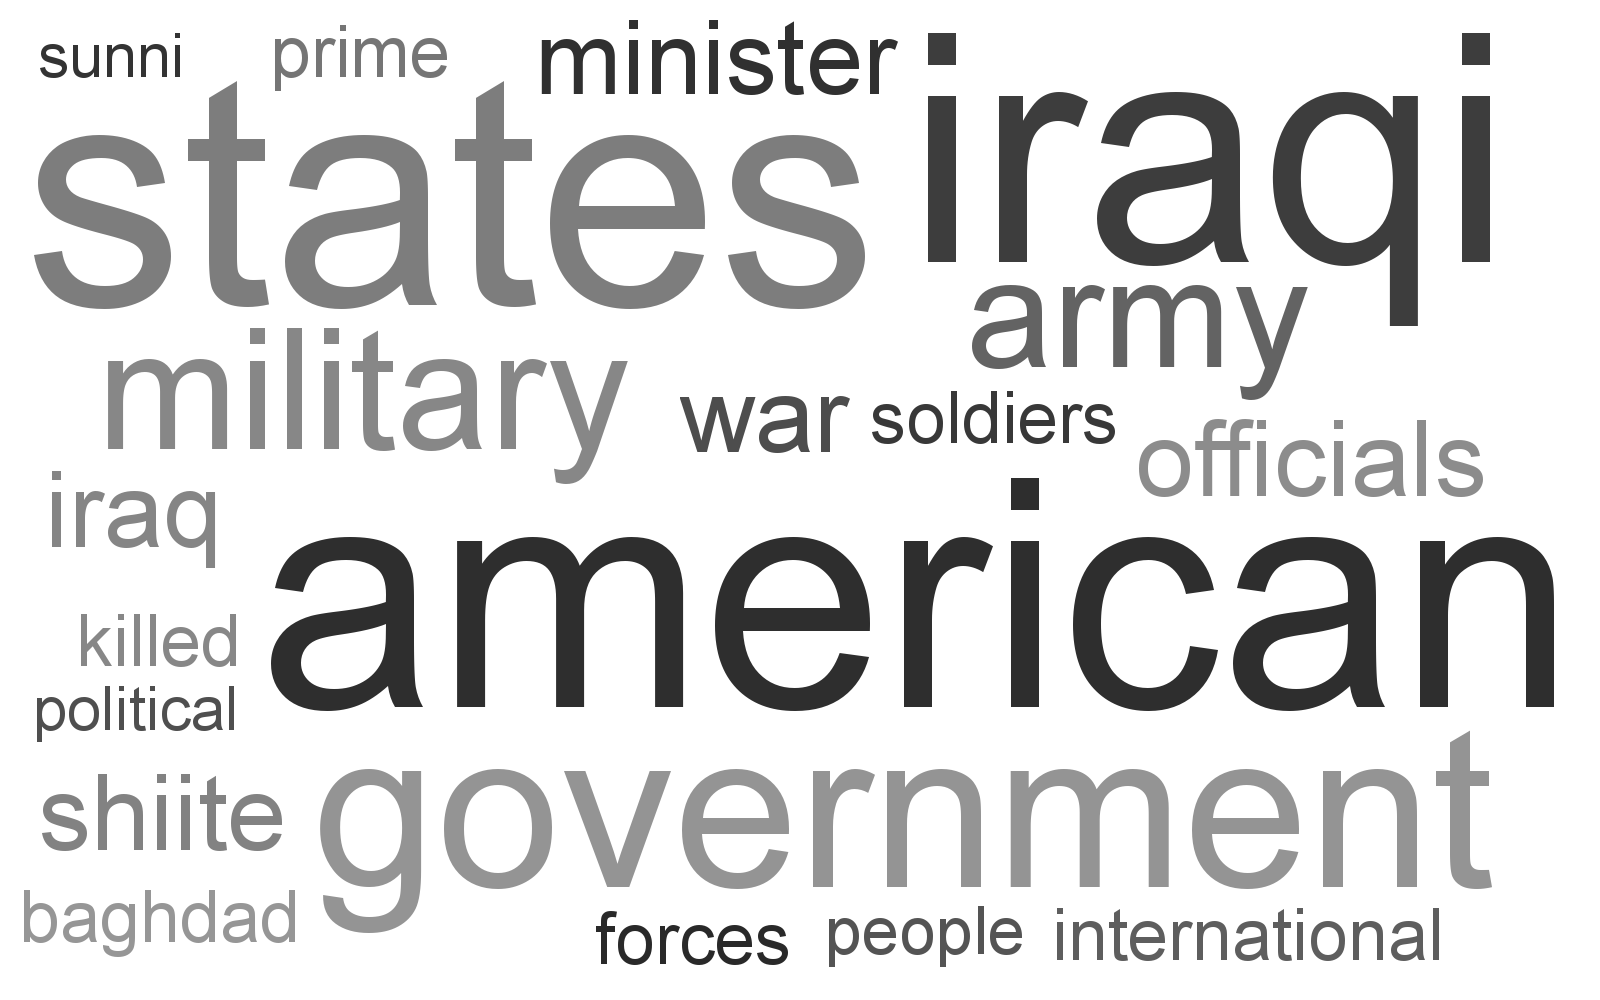 sunni prime minister iraqi
states
army
military war soldiers officials
iraq american
killed
political
shiite government
baghdad
forces people international